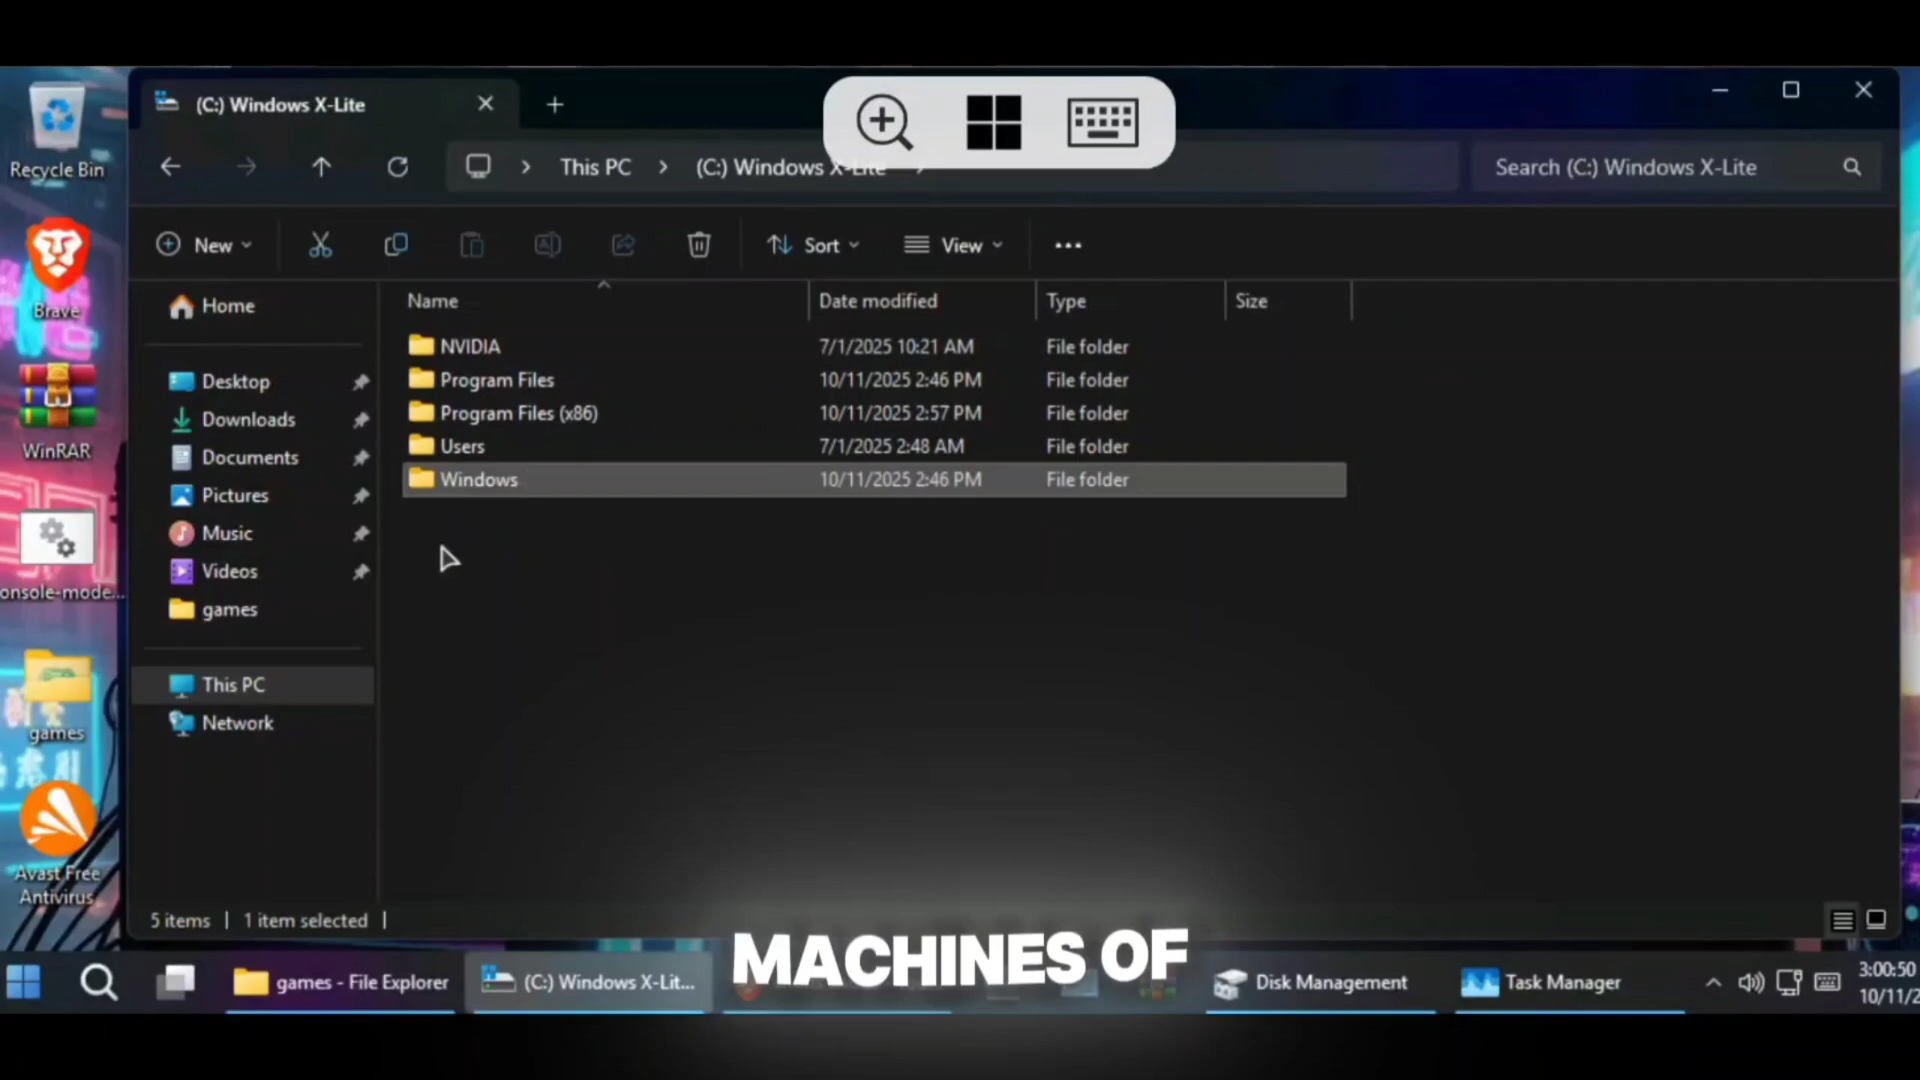 (C:) Windows X-Lite
This PC
(C:) Windows X-Lite
Search (C:) Windows X-Lite
New
Sort
View
Recycle Bin
Brave
WinRAR
onsole-mode...
games
Avast Free
Antivirus
Home
Desktop
Downloads
Documents
Pictures
Music
Videos
games
This PC
Network
Name
Date modified
Type
Size
NVIDIA
7/1/2025 10:21 AM
File folder
Program Files
10/11/2025 2:46 PM
File folder
Program Files (x86)
10/11/2025 2:57 PM
File folder
Users
7/1/2025 2:48 AM
File folder
Windows
10/11/2025 2:46 PM
File folder
5 items
1 item selected
MACHINES OF
games - File Explorer
(C:) Windows X-Lit...
Disk Management
Task Manager
3:00:50
10/11/2